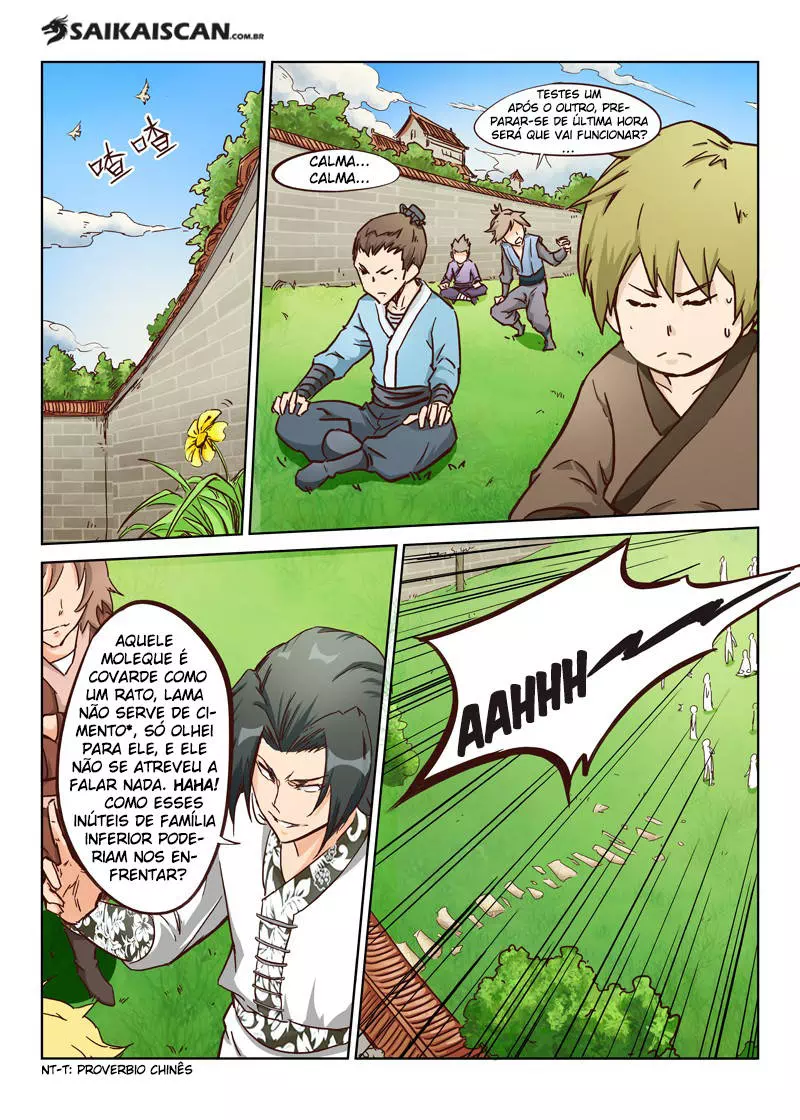 SAIKAISCAN.COM.BR
喳喳
TESTES UM
APÓS O OUTRO, PRE-
PARAR-SE DE ÚLTIMA HORA
SERÁ QUE VAI FUNCIONAR?
...
CALMA...
CALMA...
AQUELE
MOLEQUE É
COVARDE COMO
UM RATO, LAMA
NÃO SERVE DE CI-
MENTO*, SÓ OLHEI
PARA ELE, E ELE
NÃO SE ATREVEU A
FALAR NADA. HAHA!
COMO ESSES
INÚTEIS DE FAMÍLIA
INFERIOR PODE-
RIAM NOS EN-
FRENTAR?
AAHHH
NT-T: PROVERBIO CHINÊS